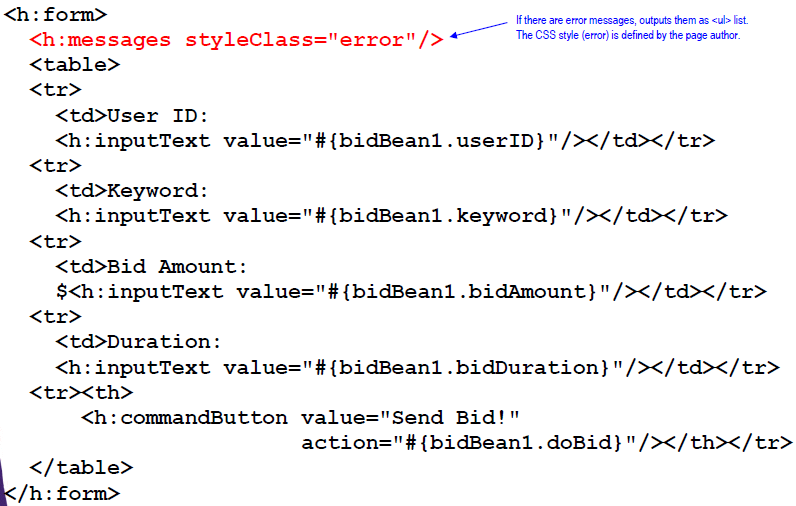 <h:form>
<h:messages styleClass="error"/>
If there are error messages, outputs them as <ul> list.
The CSS style (error) is defined by the page author.
<table>
<tr>
<td>User ID:
<h:inputText value="#{bidBean1.userID}"/></td></tr>
<tr>
<td>Keyword:
<h:inputText value="#{bidBean1.keyword}"/></td></tr>
<tr>
<td>Bid Amount:
$<h:inputText value="#{bidBean1.bidAmount}"/></td></tr>
<tr>
<td>Duration:
<h:inputText value="#{bidBean1.bidDuration}"/></td></tr>
<tr><th>
<h:commandButton value="Send Bid!"
action="#{bidBean1.doBid}"/></th></tr>
</table>
</h:form>